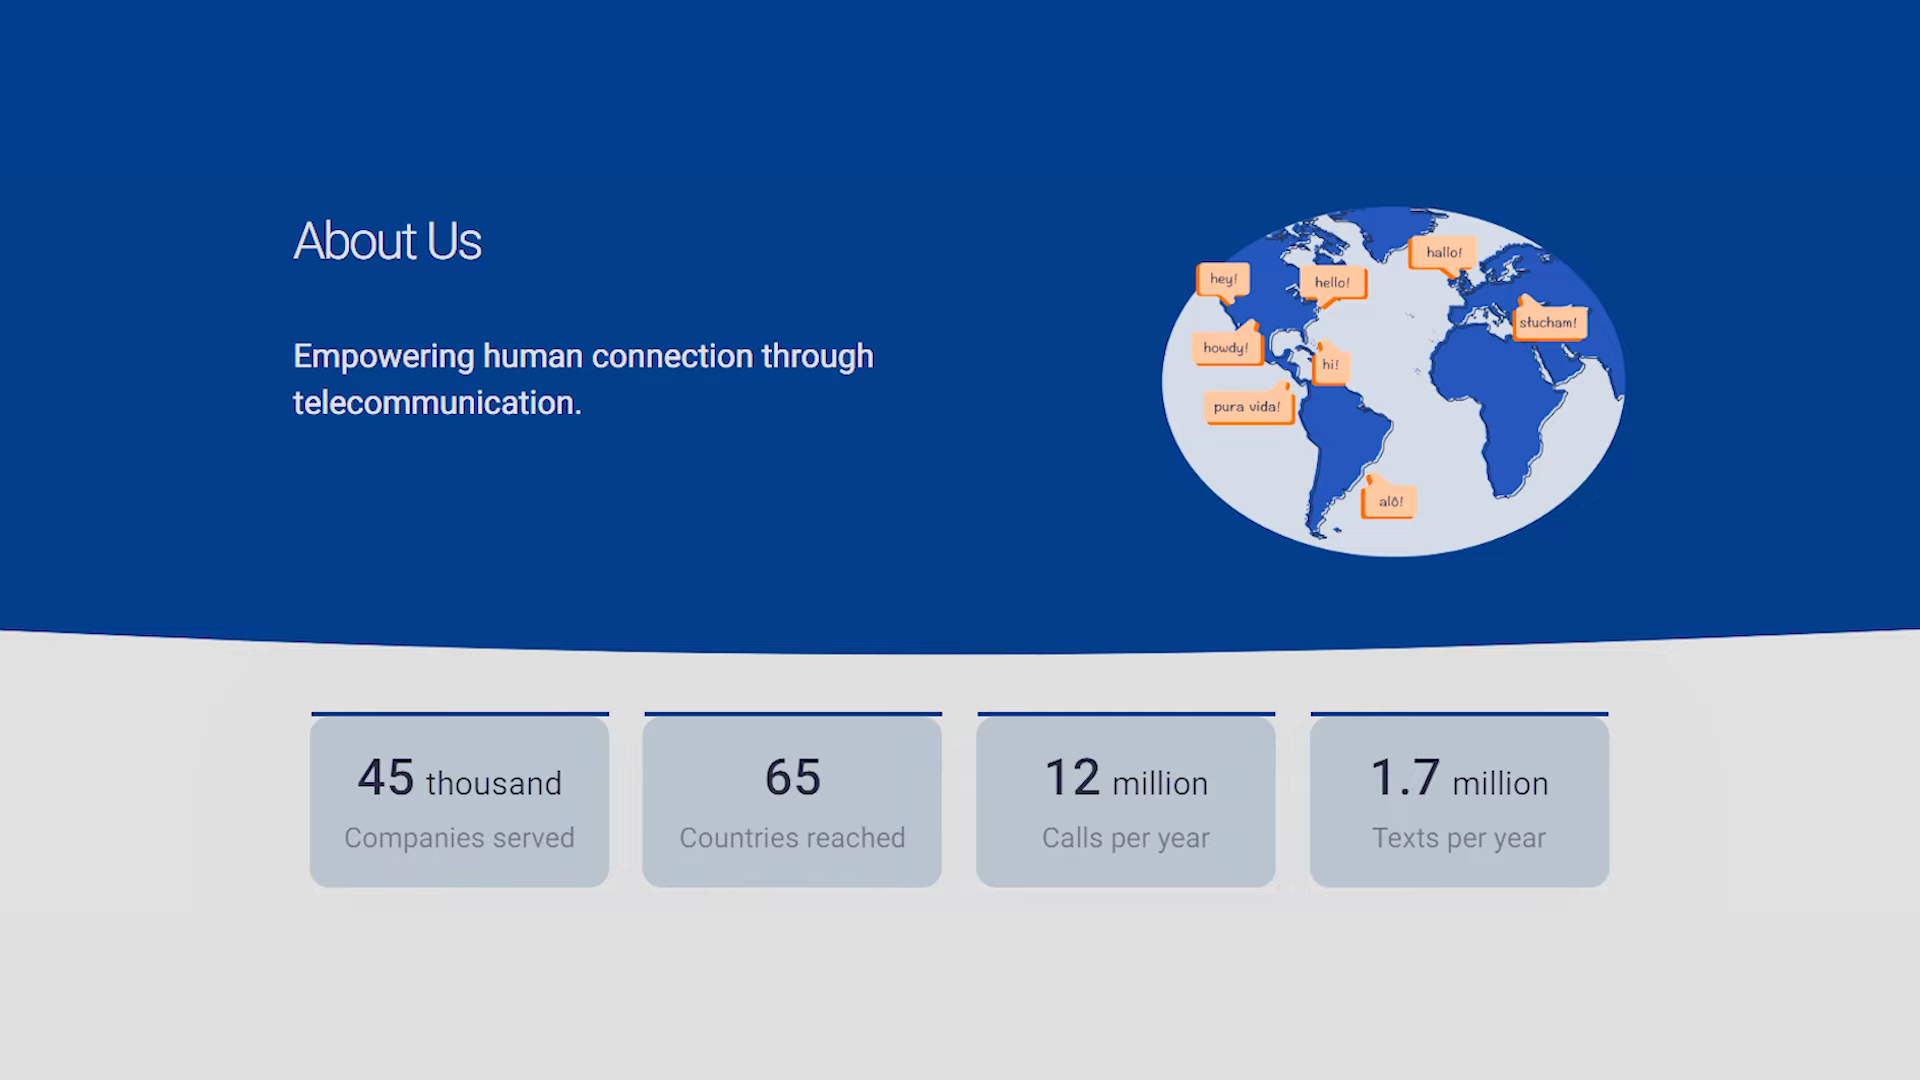 About Us
Empowering human connection through
telecommunication.
hey!
hello!
hallo!
słucham!
howdy!
hi!
pura vida!
alô!
45 thousand
Companies served
65
Countries reached
12 million
Calls per year
1.7 million
Texts per year